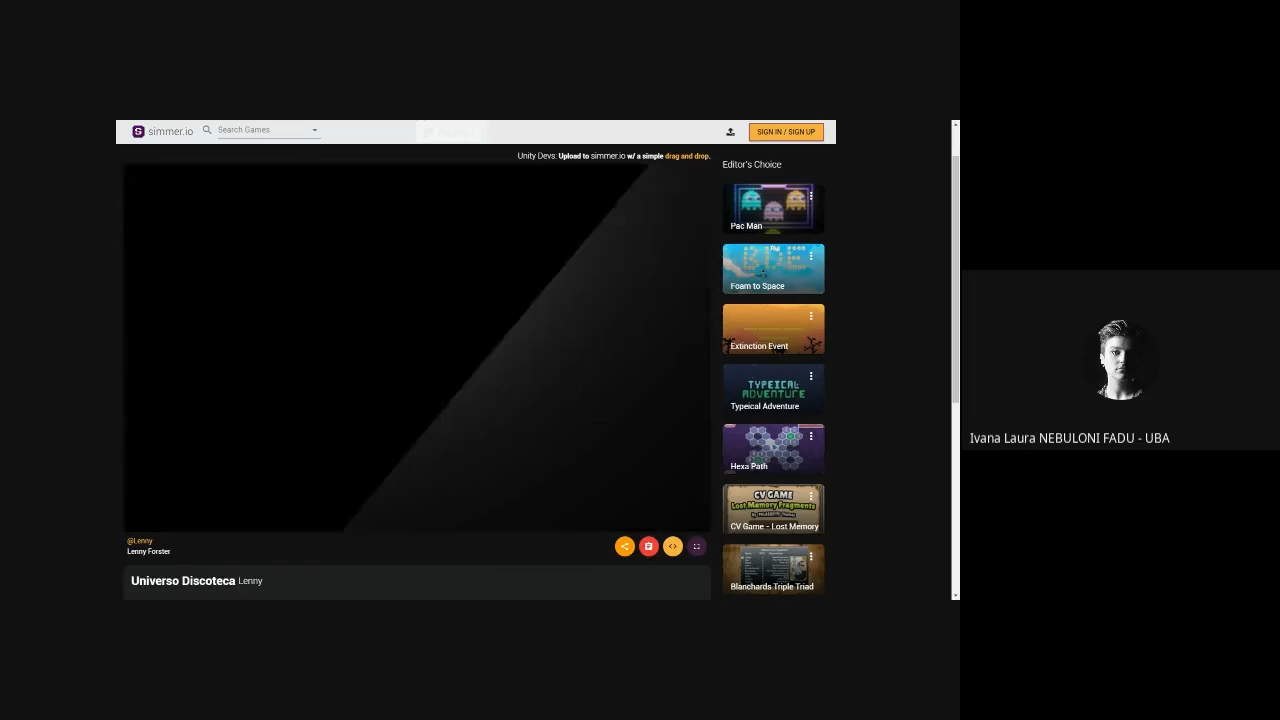 simmer.io
Search Games
SIGN IN / SIGN UP
Unity Devs: Upload to simmer.io w/ a simple drag and drop.
Editor's Choice
Pac Man
Foam to Space
Extinction Event
TYPEICAL
ADVENTURE
Typeical Adventure
Hexa Path
CV GAME
Lost Memory Fragments
CV Game - Lost Memory
Blanchards Triple Triad
@Lenny
Lenny Forster
Universo Discoteca Lenny
Ivana Laura NEBULONI FADU - UBA